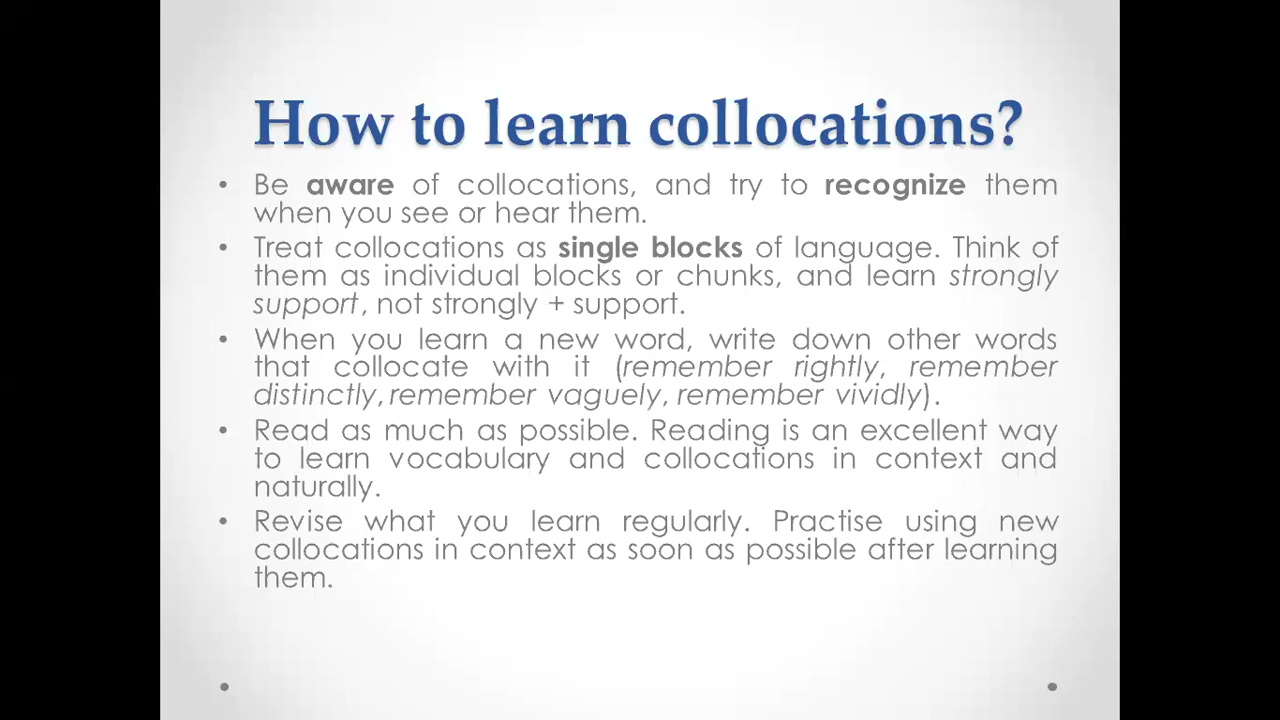 How to learn collocations?
• Be aware of collocations, and try to recognize them
when you see or hear them.
• Treat collocations as single blocks of language. Think of
them as individual blocks or chunks, and learn strongly
support, not strongly + support.
• When you learn a new word, write down other words
that collocate with it (remember rightly, remember
distinctly, remember vaguely, remember vividly).
• Read as much as possible. Reading is an excellent way
to learn vocabulary and collocations in context and
naturally.
• Revise what you learn regularly. Practise using new
collocations in context as soon as possible after learning
them.